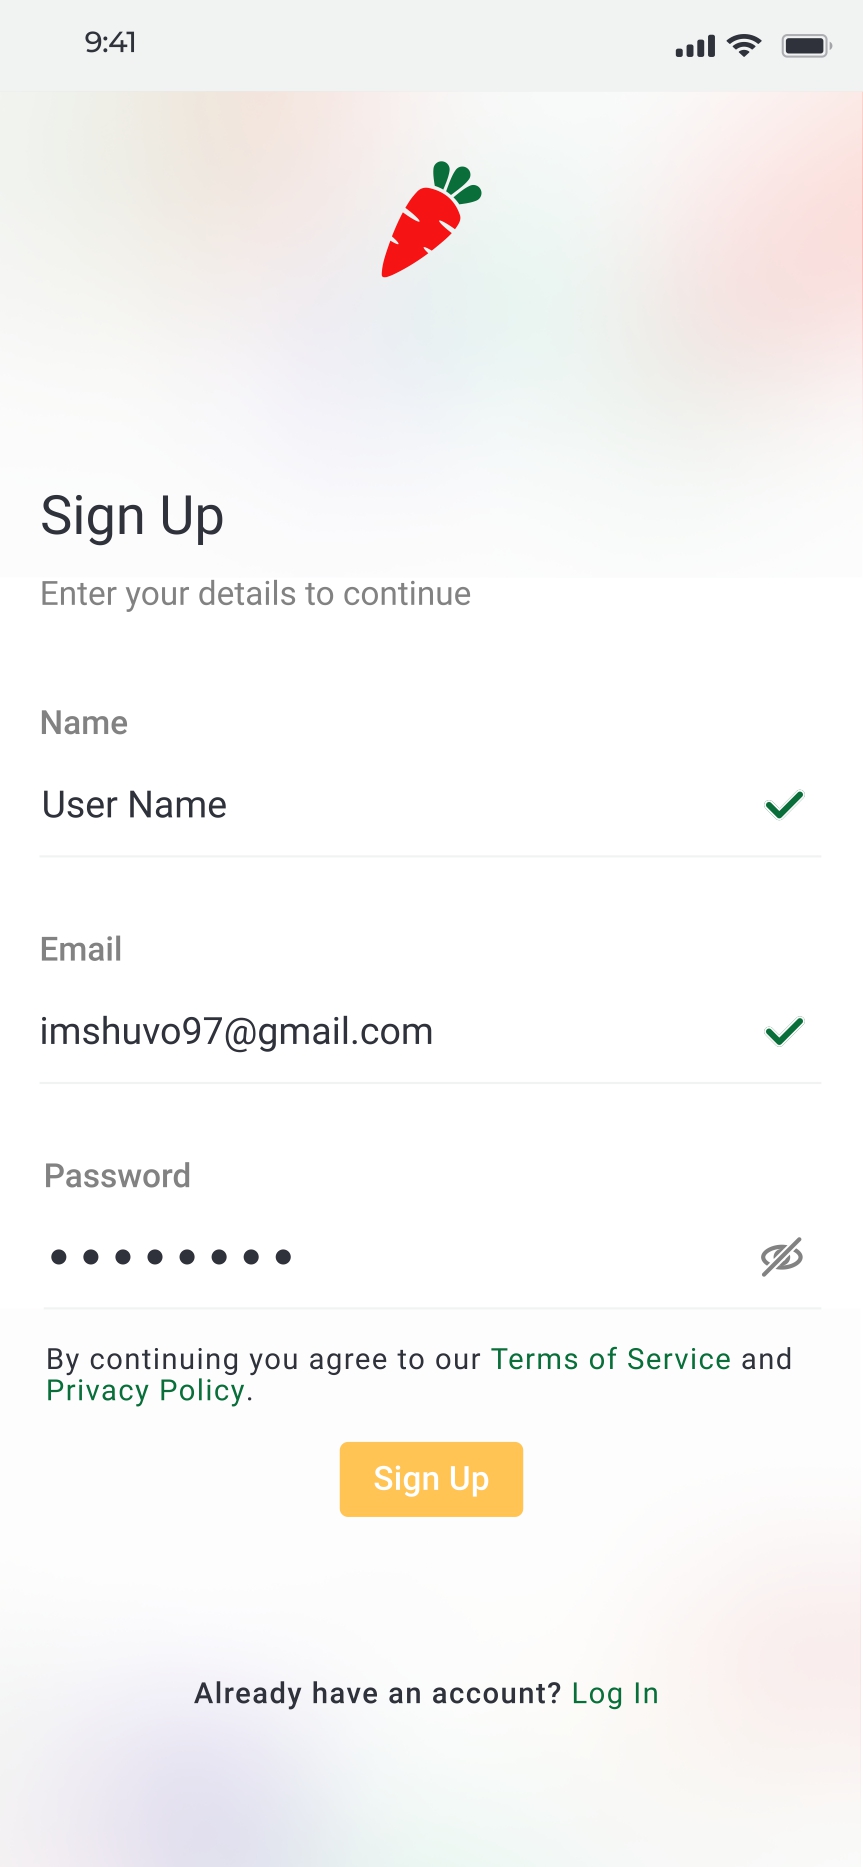 9:41
Sign Up
Enter your details to continue
Name
User Name
Email
imshuvo97@gmail.com
Password
By continuing you agree to our Terms of Service and
Privacy Policy.
Sign Up
Already have an account? Log In